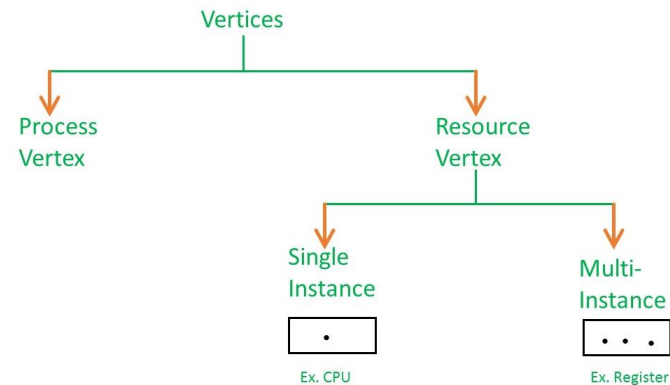 Vertices
Process
Vertex
Resource
Vertex
Single
Instance
Multi-
Instance
Ex. CPU
Ex. Register